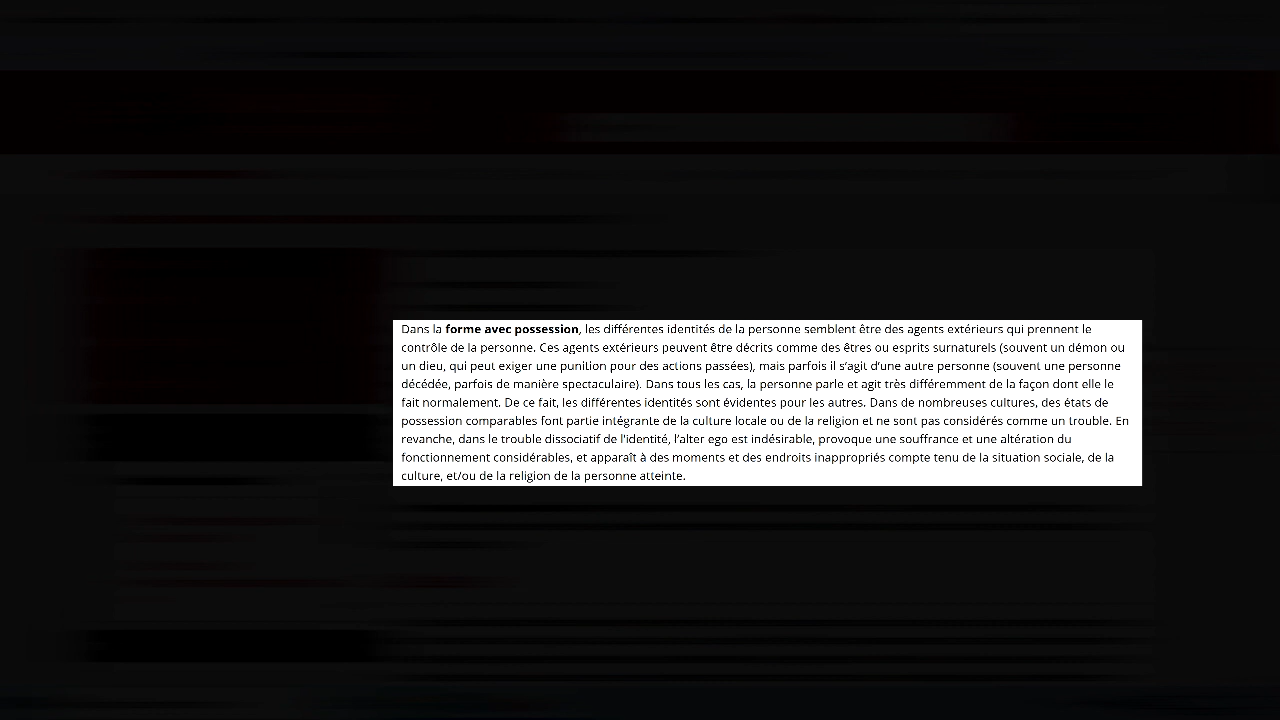 Dans la forme avec possession, les différentes identités de la personne semblent être des agents extérieurs qui prennent le
contrôle de la personne. Ces agents extérieurs peuvent être décrits comme des êtres ou esprits surnaturels (souvent un démon ou
un dieu, qui peut exiger une punition pour des actions passées), mais parfois il s’agit d’une autre personne (souvent une personne
décédée, parfois de manière spectaculaire). Dans tous les cas, la personne parle et agit très différemment de la façon dont elle le
fait normalement. De ce fait, les différentes identités sont évidentes pour les autres. Dans de nombreuses cultures, des états de
possession comparables font partie intégrante de la culture locale ou de la religion et ne sont pas considérés comme un trouble. En
revanche, dans le trouble dissociatif de l'identité, l’alter ego est indésirable, provoque une souffrance et une altération du
fonctionnement considérables, et apparaît à des moments et des endroits inappropriés compte tenu de la situation sociale, de la
culture, et/ou de la religion de la personne atteinte.